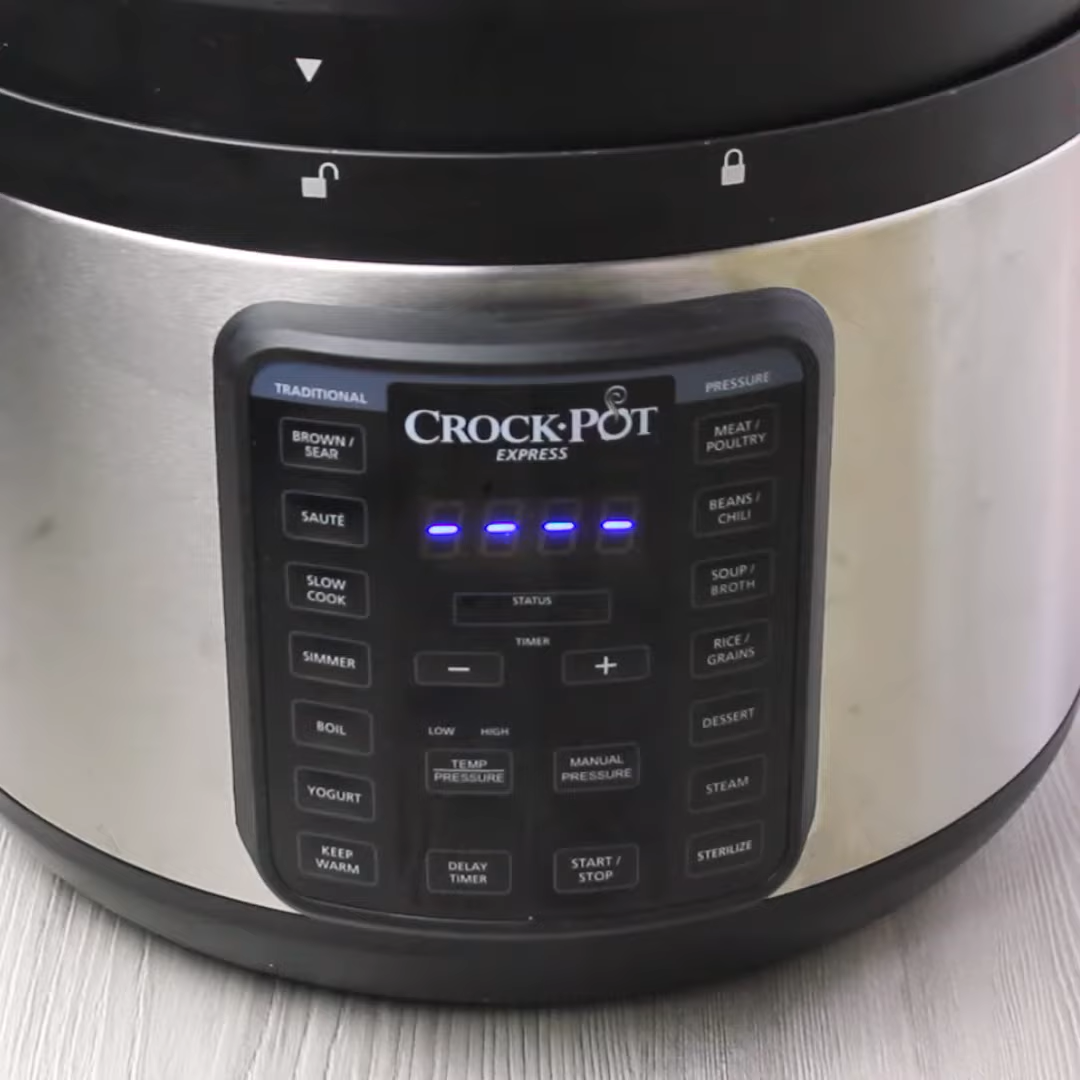 TRADITIONAL
BROWN /
SEAR
SAUTÉ
SLOW
COOK
SIMMER
BOIL
YOGURT
KEEP
WARM
CROCK·POT
EXPRESS
- - - -
STATUS
TIMER
− +
LOW HIGH
TEMP
PRESSURE
MANUAL
PRESSURE
DELAY
TIMER
START /
STOP
PRESSURE
MEAT /
POULTRY
BEANS /
CHILI
SOUP /
BROTH
RICE /
GRAINS
DESSERT
STEAM
STERILIZE